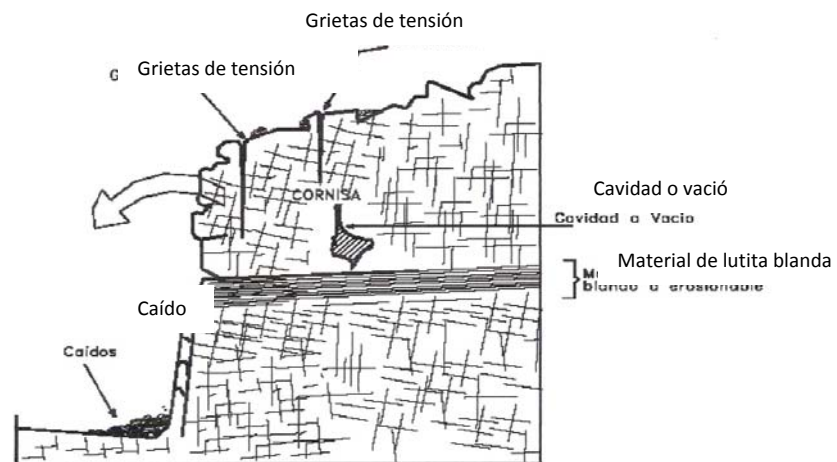 Grietas de tensión
G
Grietas de tensión
CORNISA
Cavidad o vació
Cavidad o Vacio
Material de lutita blanda
blando o erosionable
Caído
Caídos